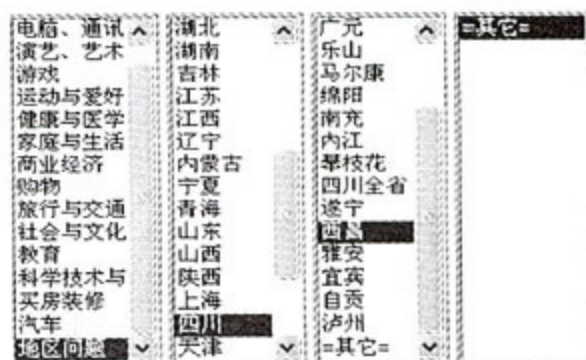 电脑、通讯
演艺、艺术
游戏
运动与爱好
健康与医学
家庭与生活
商业经济
购物
旅行与交通
社会与文化
教育
科学技术与
买房装修
汽车
地区问题
湖北
湖南
吉林
江苏
江西
辽宁
内蒙古
宁夏
青海
山东
山西
陕西
上海
四川
天津
广元
乐山
马尔康
绵阳
南充
内江
攀枝花
四川全省
遂宁
西昌
雅安
宜宾
自贡
泸州
=其它=
=其它=